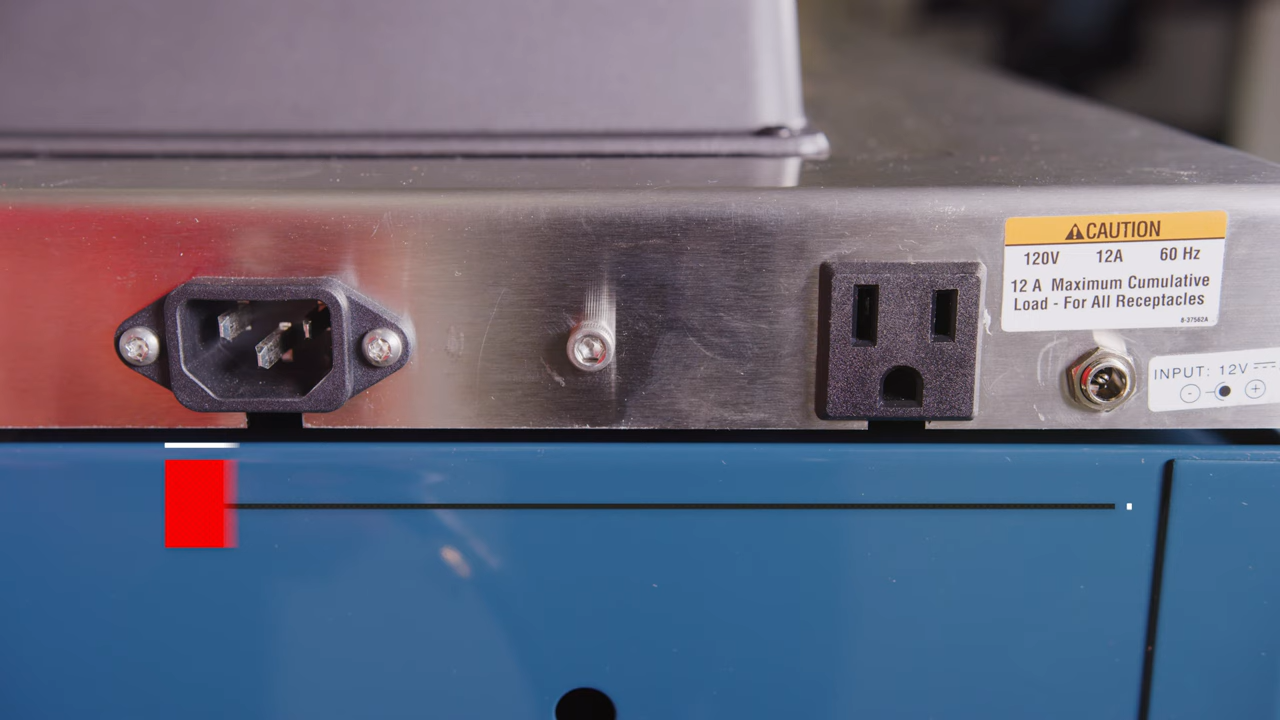 CAUTION
120V 12A 60 Hz
12 A Maximum Cumulative
Load - For All Receptacles
8-37562A
INPUT: 12V